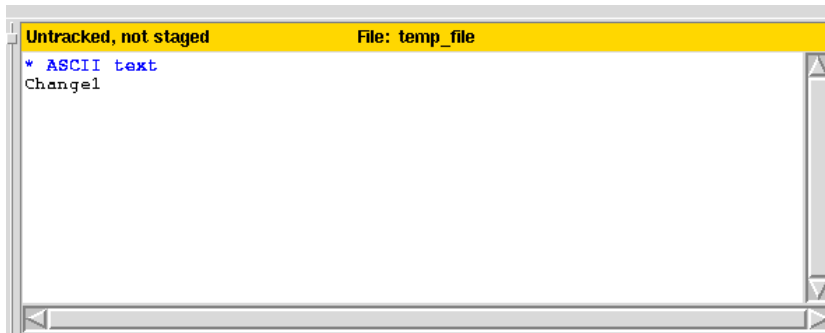 Untracked, not staged File: temp_file
* ASCII text
Change1